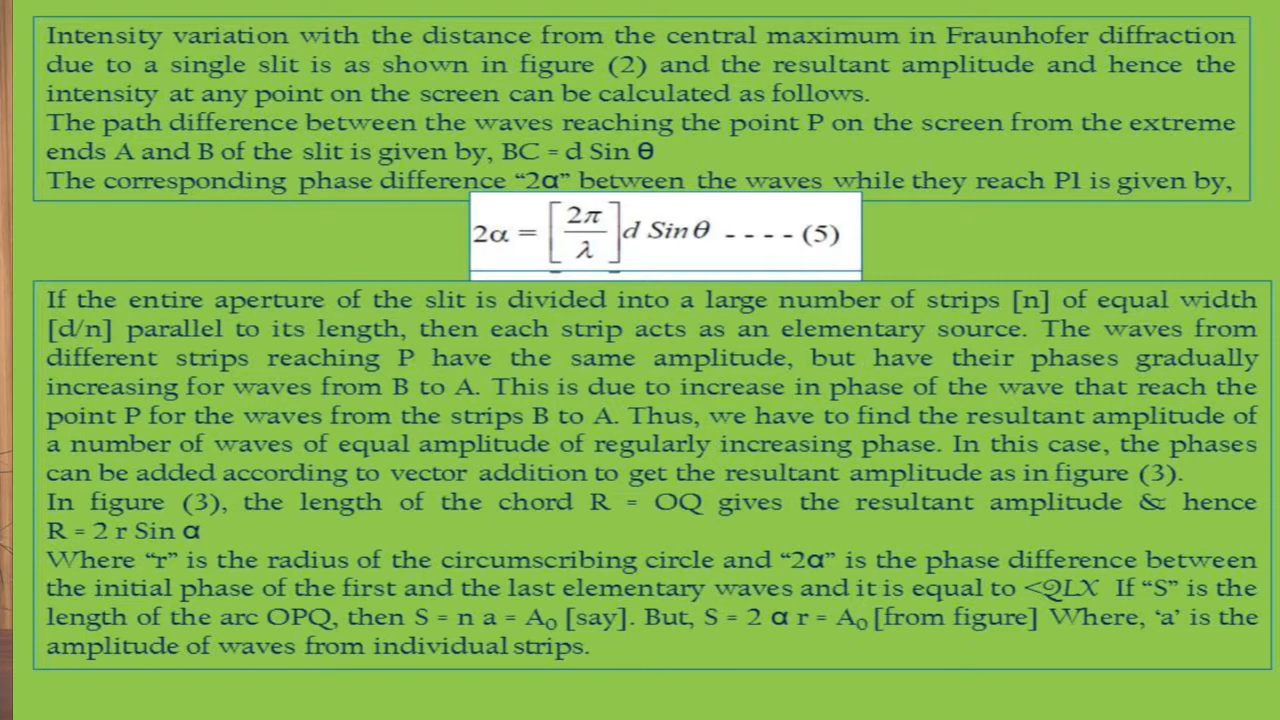 Intensity variation with the distance from the central maximum in Fraunhofer diffraction
due to a single slit is as shown in figure (2) and the resultant amplitude and hence the
intensity at any point on the screen can be calculated as follows.
The path difference between the waves reaching the point P on the screen from the extreme
ends A and B of the slit is given by, BC = d Sin θ
The corresponding phase difference “2α” between the waves while they reach P1 is given by,
2α = [2π/λ] d Sin θ - - - - (5)
If the entire aperture of the slit is divided into a large number of strips [n] of equal width
[d/n] parallel to its length, then each strip acts as an elementary source. The waves from
different strips reaching P have the same amplitude, but have their phases gradually
increasing for waves from B to A. This is due to increase in phase of the wave that reach the
point P for the waves from the strips B to A. Thus, we have to find the resultant amplitude of
a number of waves of equal amplitude of regularly increasing phase. In this case, the phases
can be added according to vector addition to get the resultant amplitude as in figure (3).
In figure (3), the length of the chord R = OQ gives the resultant amplitude & hence
R = 2 r Sin α
Where “r” is the radius of the circumscribing circle and “2α” is the phase difference between
the initial phase of the first and the last elementary waves and it is equal to <QLX If “S” is the
length of the arc OPQ, then S = n a = A₀ [say]. But, S = 2 α r = A₀ [from figure] Where, ‘a’ is the
amplitude of waves from individual strips.